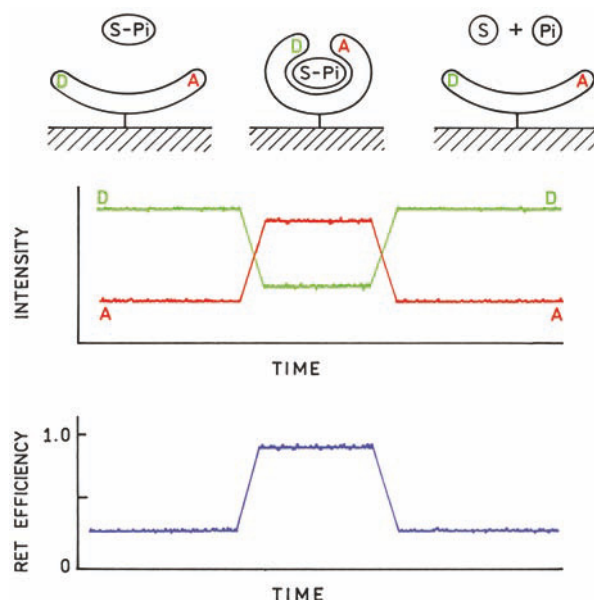 S-Pi
D A
D A
S-Pi
S + Pi
D A
INTENSITY
D D
A A
TIME
RET EFFICIENCY
1.0
0
TIME